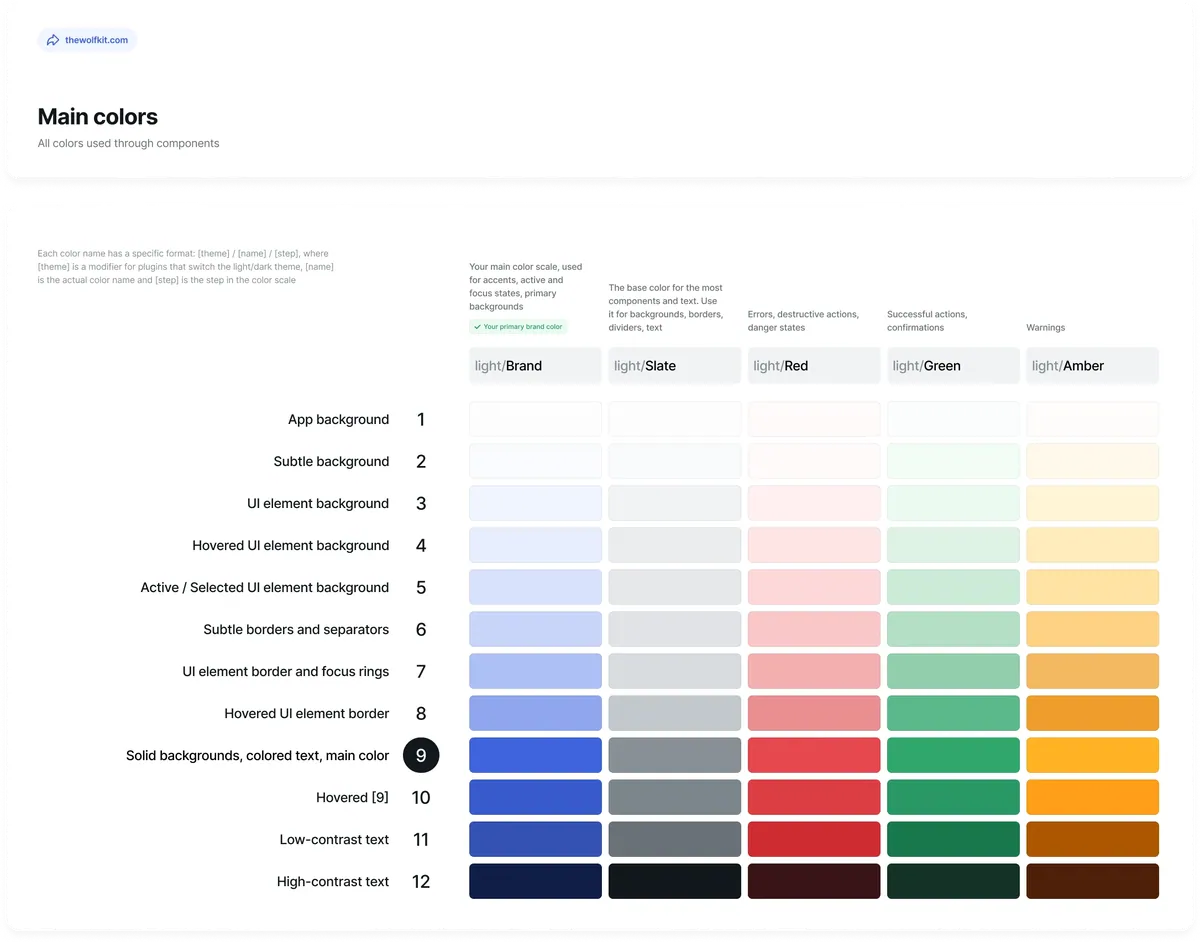 thewolfkit.com
Main colors
All colors used through components
Each color name has a specific format: [theme] / [name] / [step], where
[theme] is a modifier for plugins that switch the light/dark theme, [name]
is the actual color name and [step] is the step in the color scale
Your main color scale, used
for accents, active and
focus states, primary
backgrounds
Your primary brand color
The base color for the most
components and text. Use
it for backgrounds, borders,
dividers, text
Errors, destructive actions,
danger states
Successful actions,
confirmations
Warnings
light/Brand
light/Slate
light/Red
light/Green
light/Amber
App background 1
Subtle background 2
UI element background 3
Hovered UI element background 4
Active / Selected UI element background 5
Subtle borders and separators 6
UI element border and focus rings 7
Hovered UI element border 8
Solid backgrounds, colored text, main color 9
Hovered [9] 10
Low-contrast text 11
High-contrast text 12